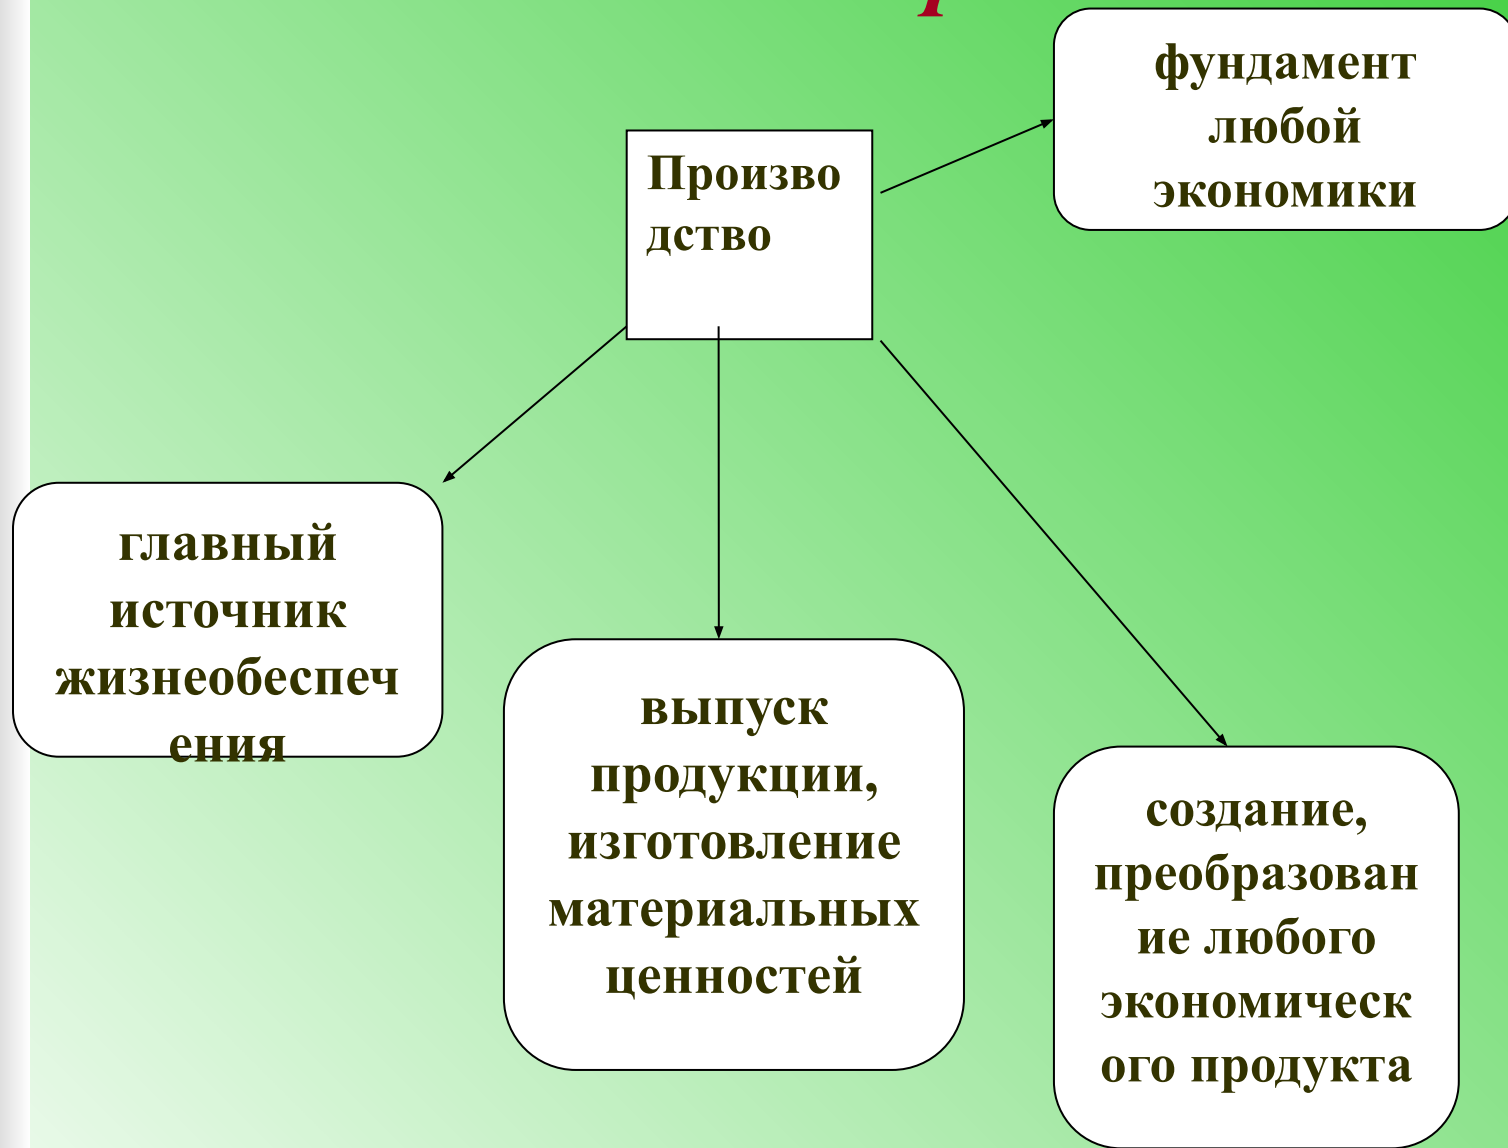 фундамент
любой
экономики
Произво
дство
главный
источник
жизнеобеспеч
ения
выпуск
продукции,
изготовление
материальных
ценностей
создание,
преобразован
ие любого
экономическ
ого продукта